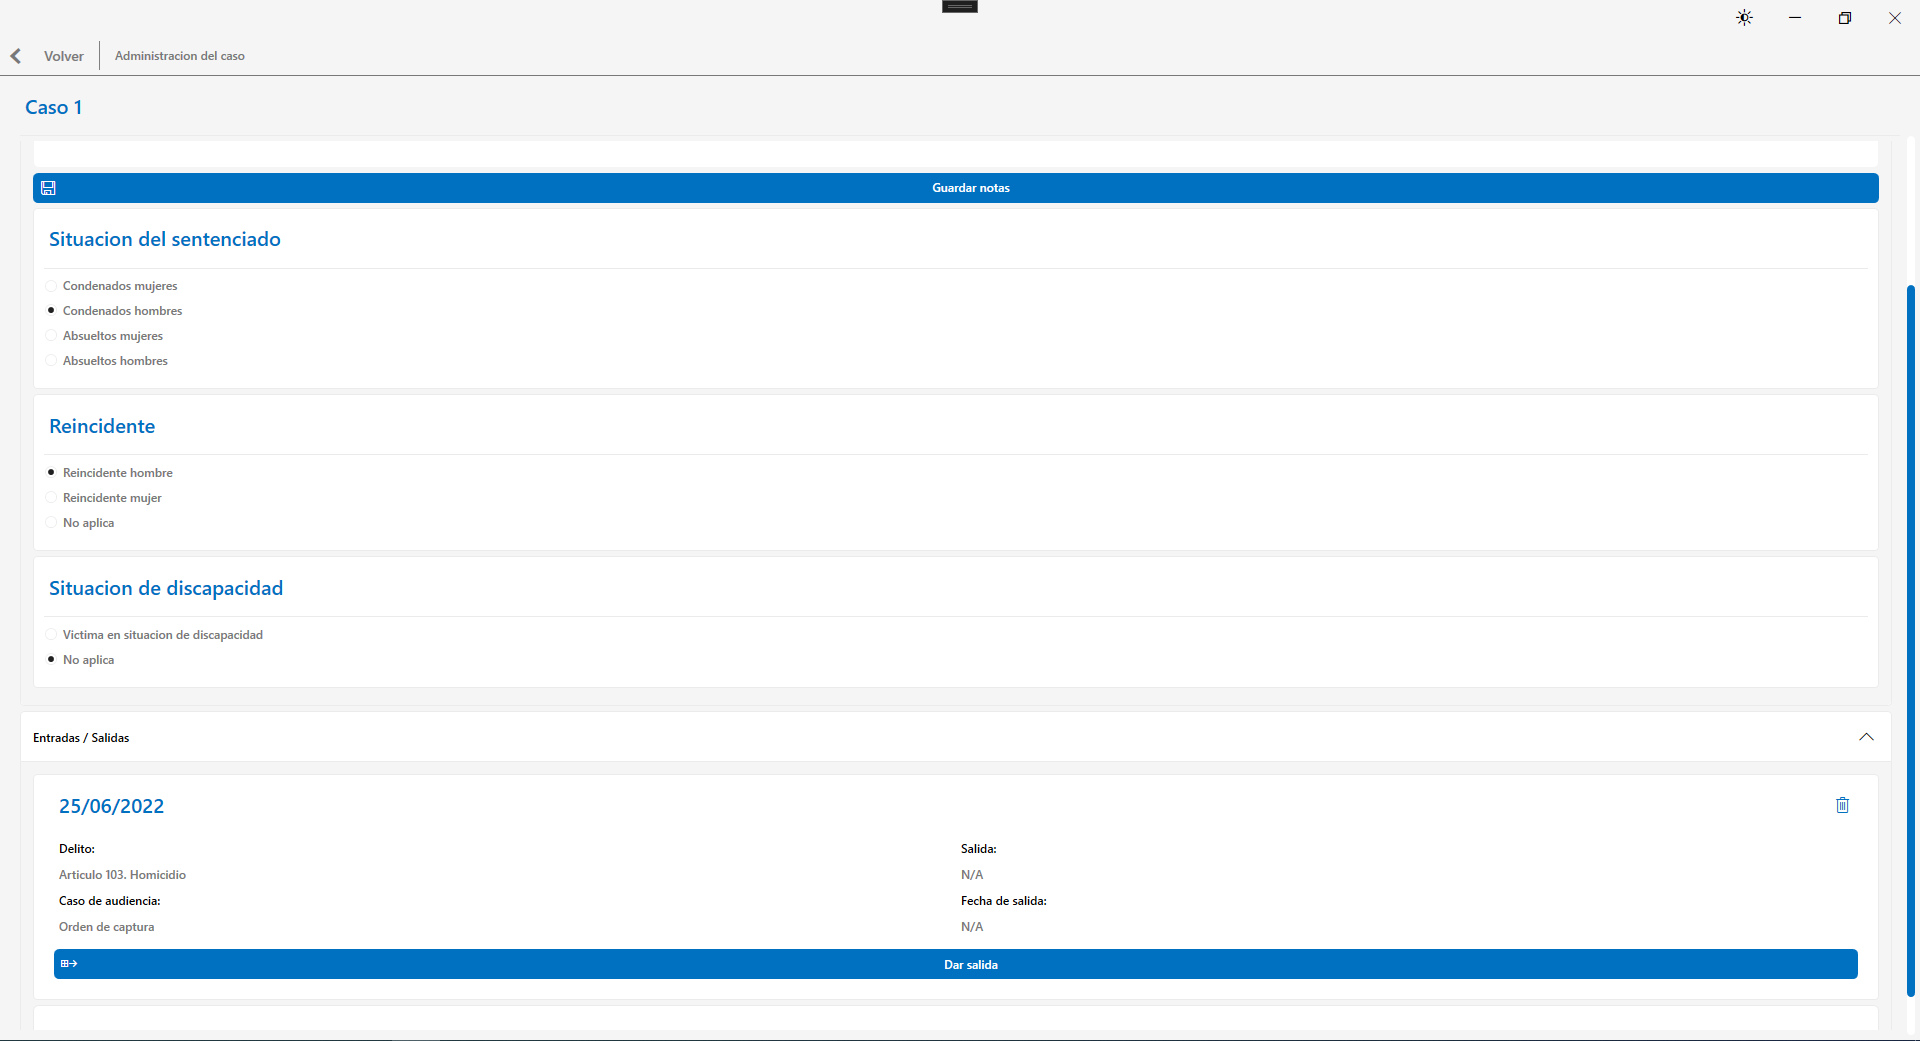 Volver
Administracion del caso
Caso 1
Guardar notas
Situacion del sentenciado
Condenados mujeres
Condenados hombres
Absueltos mujeres
Absueltos hombres
Reincidente
Reincidente hombre
Reincidente mujer
No aplica
Situacion de discapacidad
Victima en situacion de discapacidad
No aplica
Entradas / Salidas
25/06/2022
Delito:
Articulo 103. Homicidio
Caso de audiencia:
Orden de captura
Salida:
N/A
Fecha de salida:
N/A
Dar salida